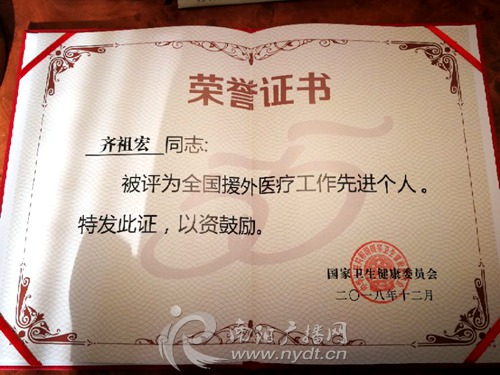 荣誉证书
齐祖宏 同志:
被评为全国援外医疗工作先进个人。
特发此证，以资鼓励。
国家卫生健康委员会
二〇一八年十二月
南阳广播网
www.nydt.cn